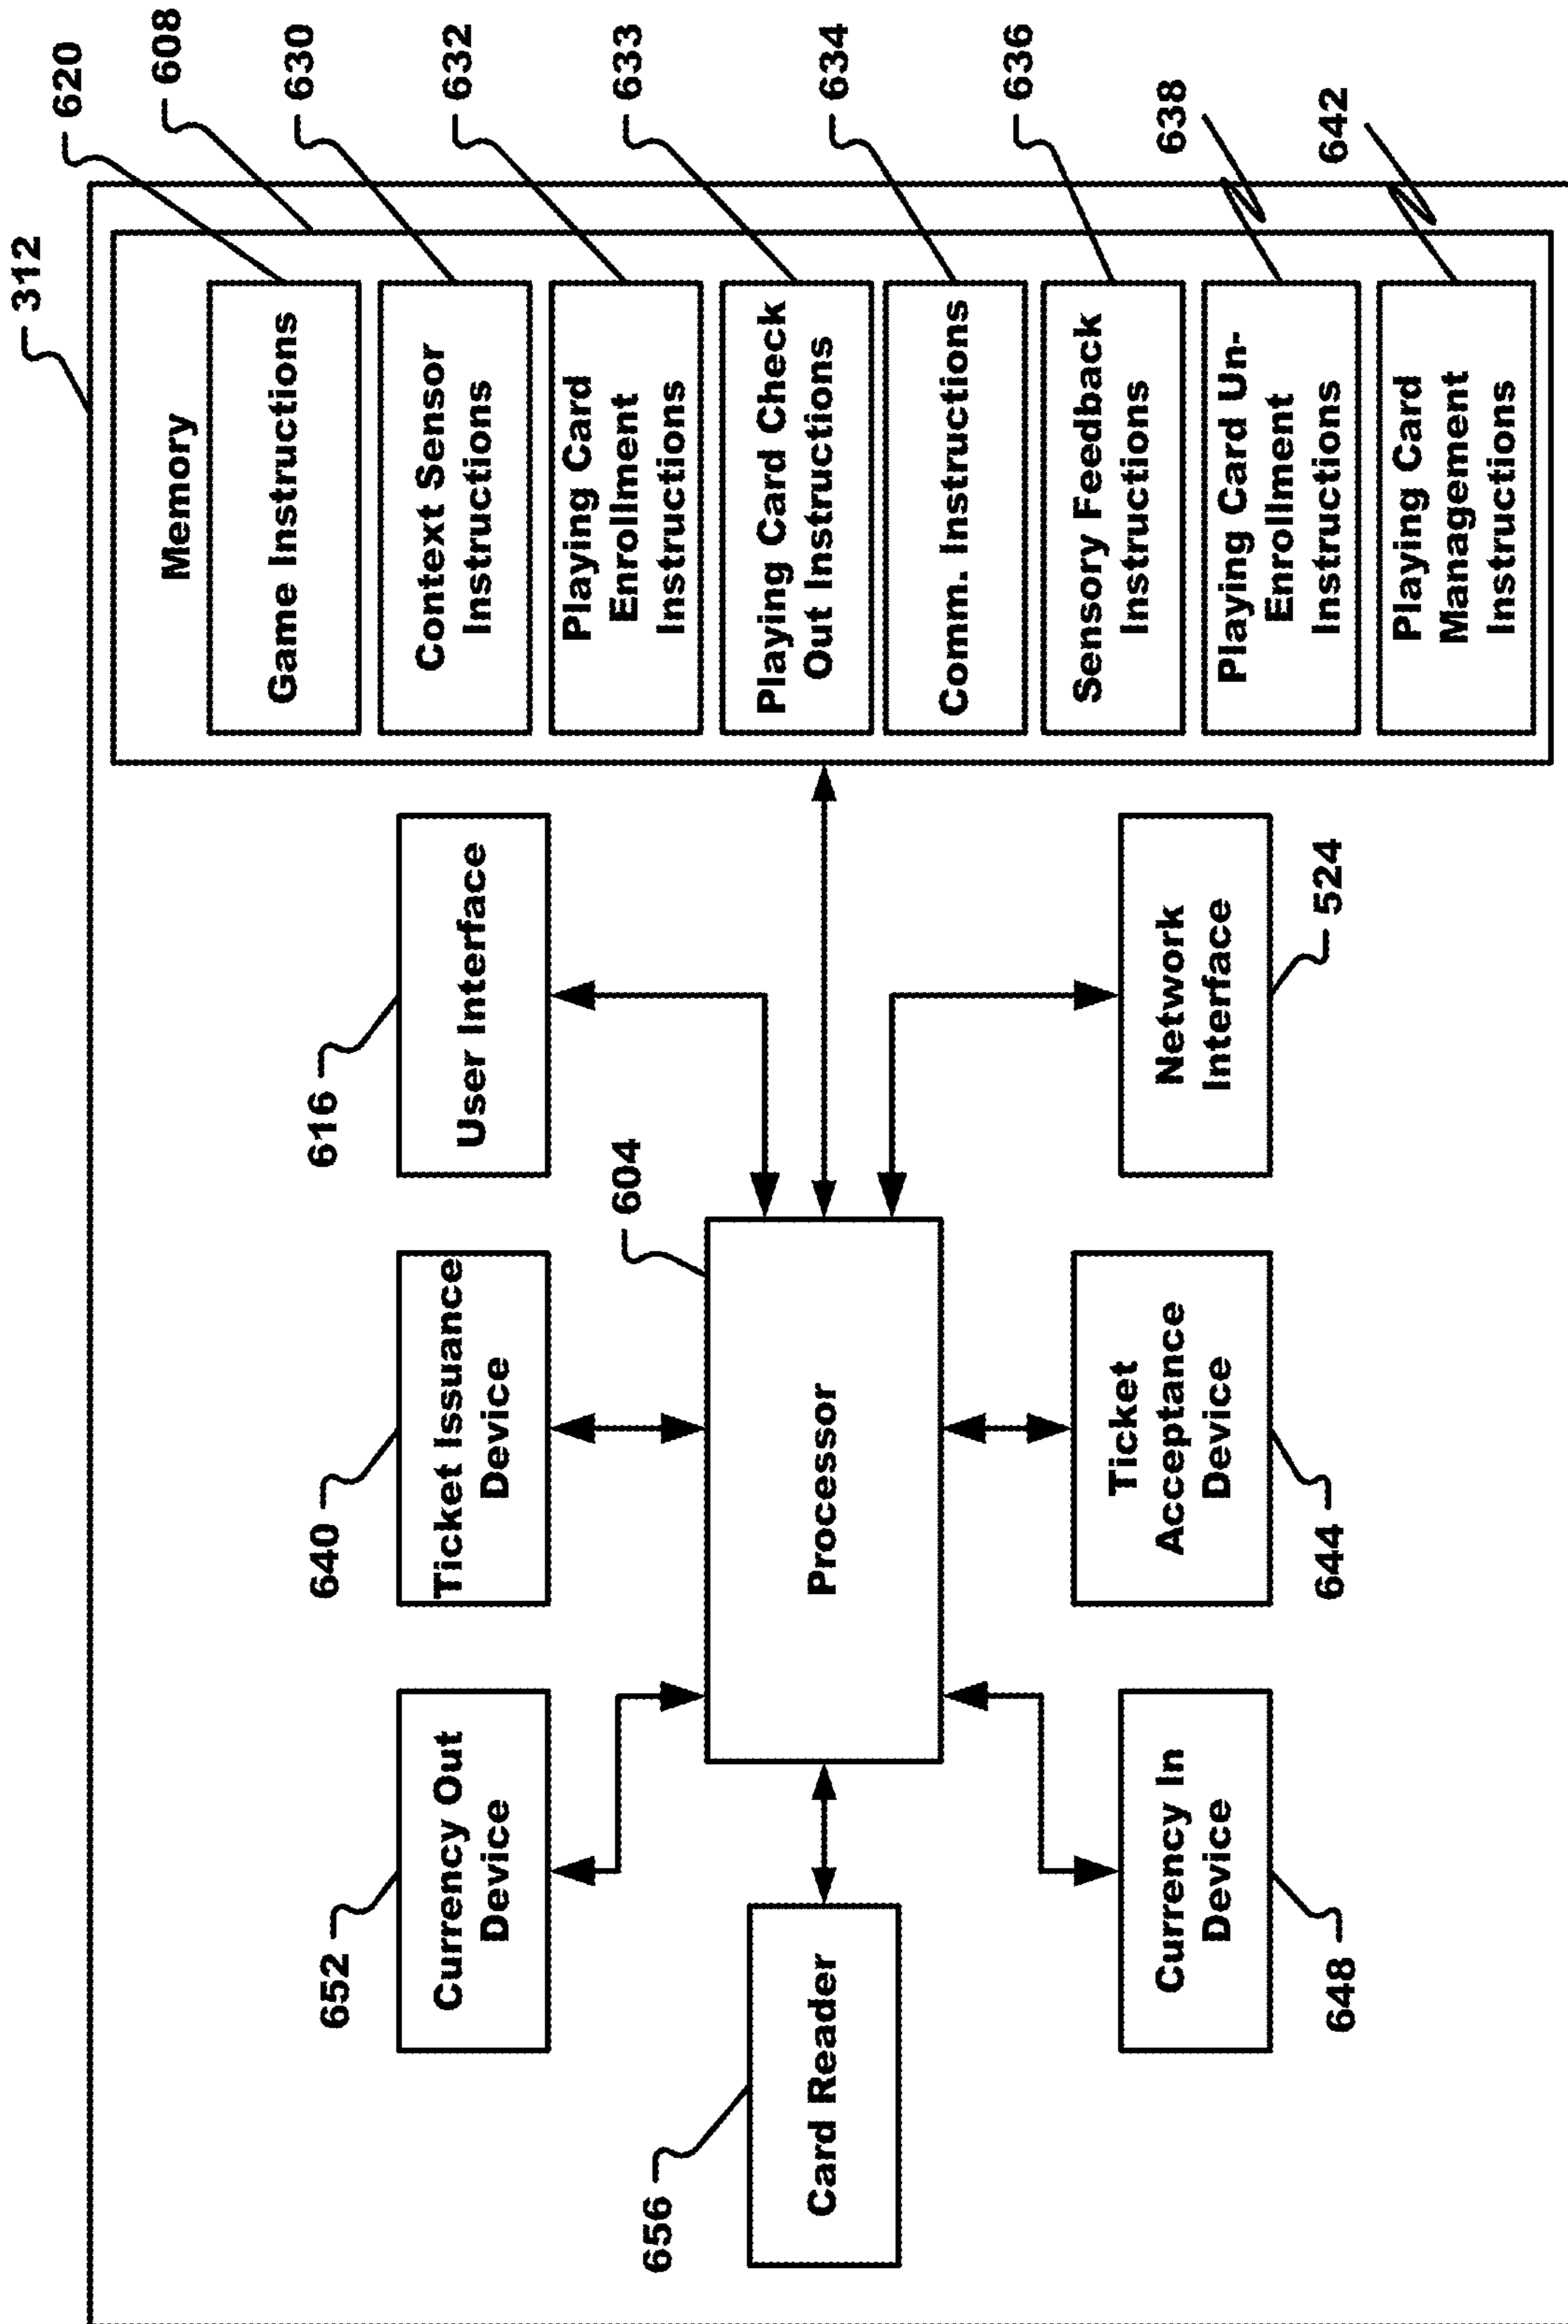 312
620
608
630
632
633
634
636
638
642
Memory
Game Instructions
Context Sensor
Instructions
Playing Card
Enrollment
Instructions
Playing Card Check
Out Instructions
Comm. Instructions
Sensory Feedback
Instructions
Playing Card Un-
Enrollment
Instructions
Playing Card
Management
Instructions
652
Currency Out
Device
640
Ticket Issuance
Device
616
User Interface
656
Card Reader
604
Processor
Currency In
Device
648
Ticket
Acceptance
Device
644
Network
Interface
524